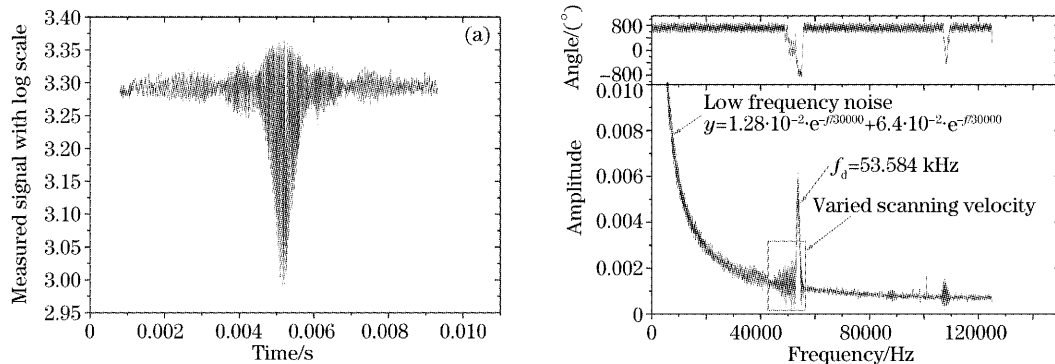 3.40
3.35
3.30
3.25
3.20
3.15
3.10
3.05
3.00
2.95
Measured signal with log scale
(a)
0
0.002
0.004
0.006
0.008
0.010
Time/s
Angle/(°)
800
0
−800
0.010
0.008
0.006
0.004
0.002
0
Amplitude
Low frequency noise
y=1.28·10⁻²·e⁻ᶠ/³⁰⁰⁰⁰+6.4·10⁻²·e⁻ᶠ/³⁰⁰⁰⁰
f_d=53.584 kHz
Varied scanning velocity
0
40000
80000
120000
Frequency/Hz